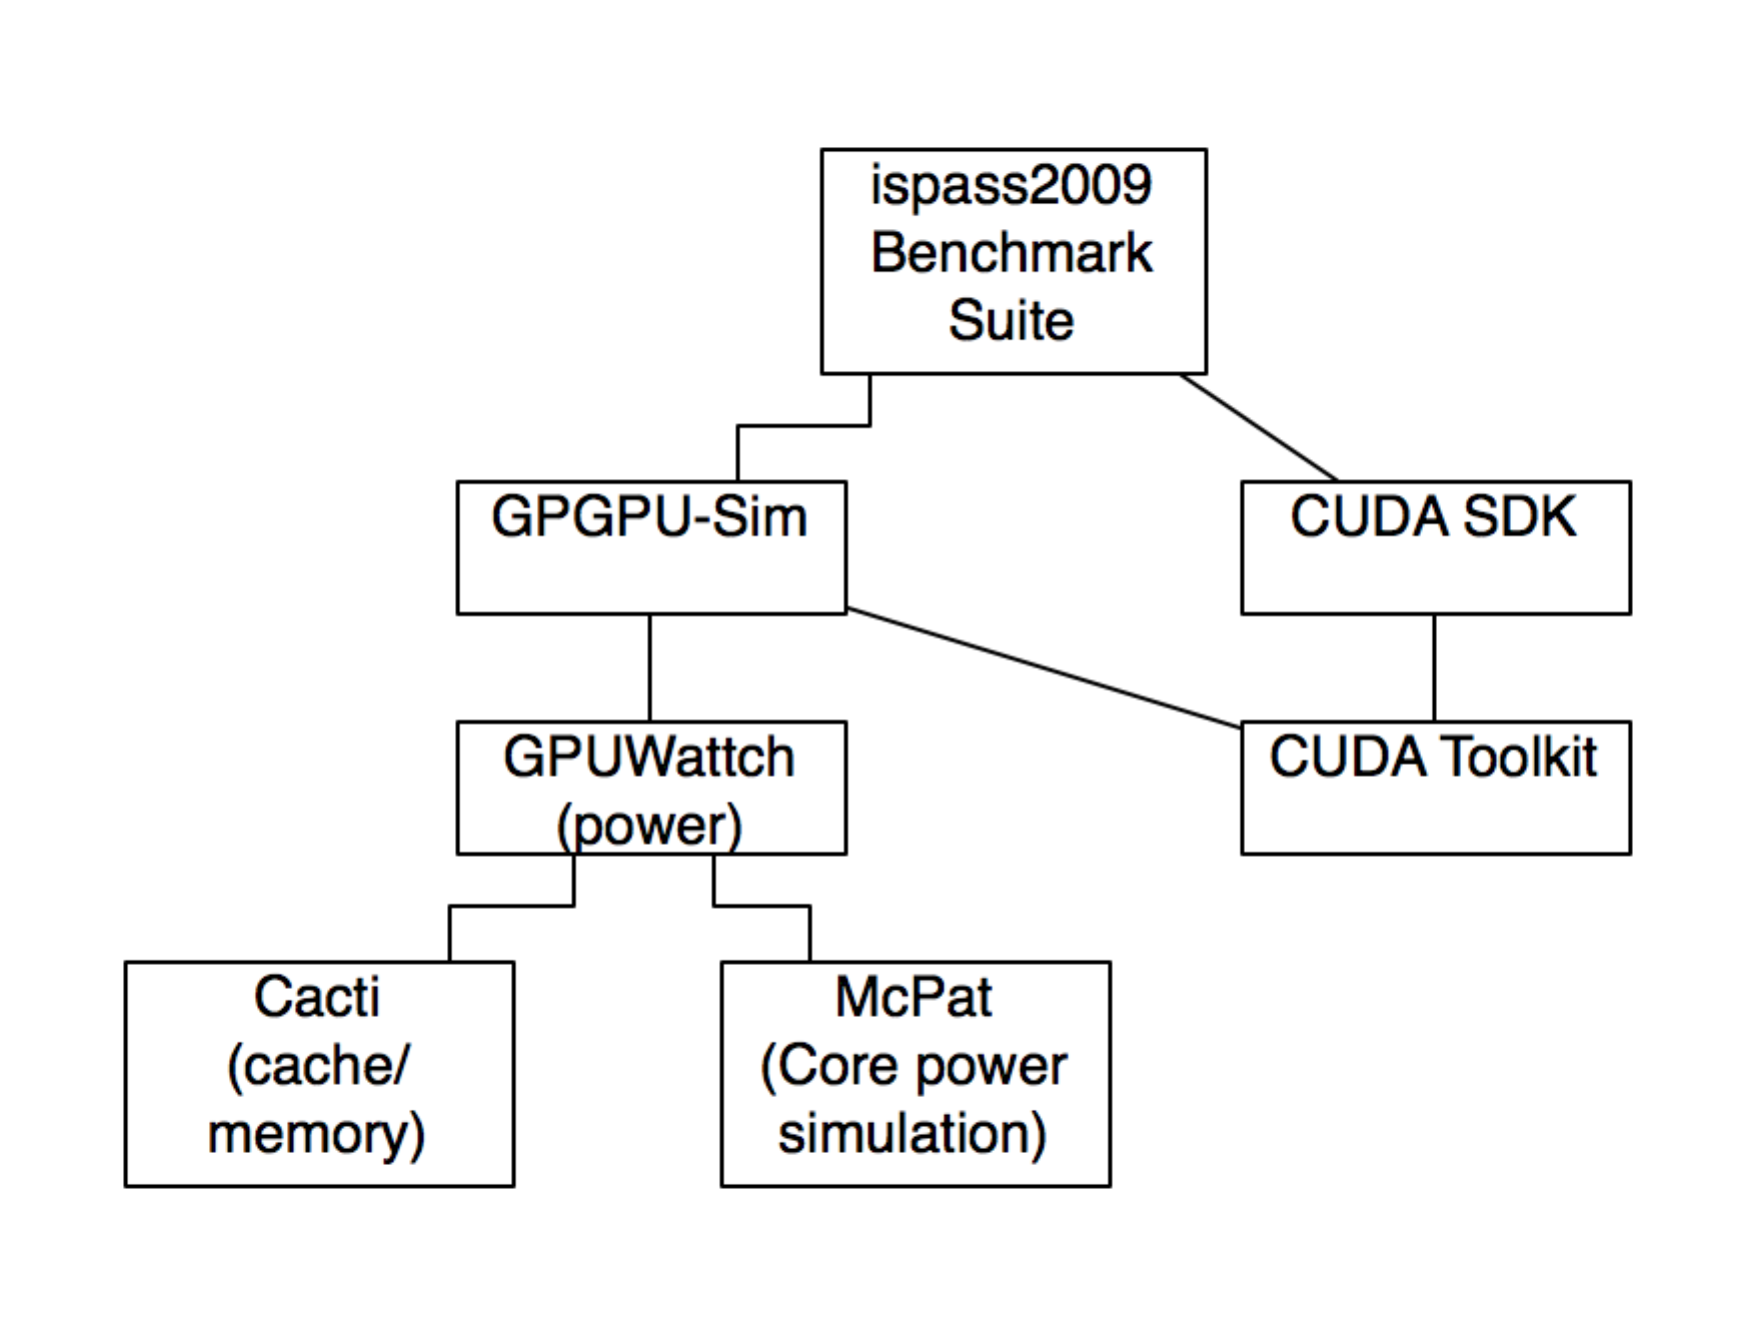 ispass2009
Benchmark
Suite
GPGPU-Sim
CUDA SDK
GPUWattch
(power)
CUDA Toolkit
Cacti
(cache/
memory)
McPat
(Core power
simulation)